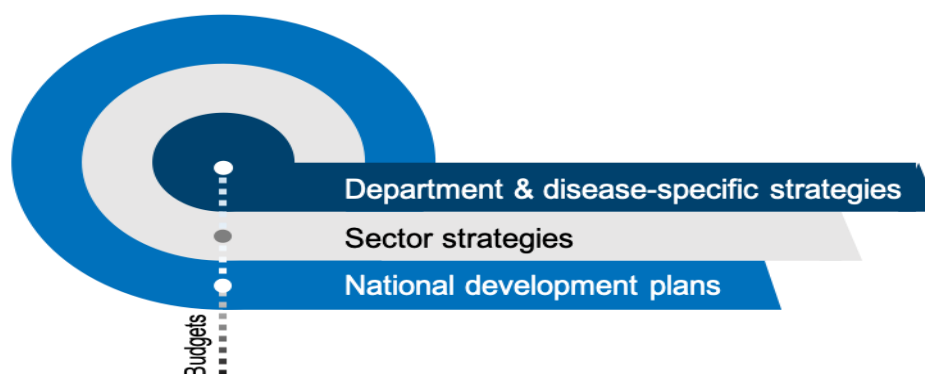 Department & disease-specific strategies
Sector strategies
National development plans
Budgets